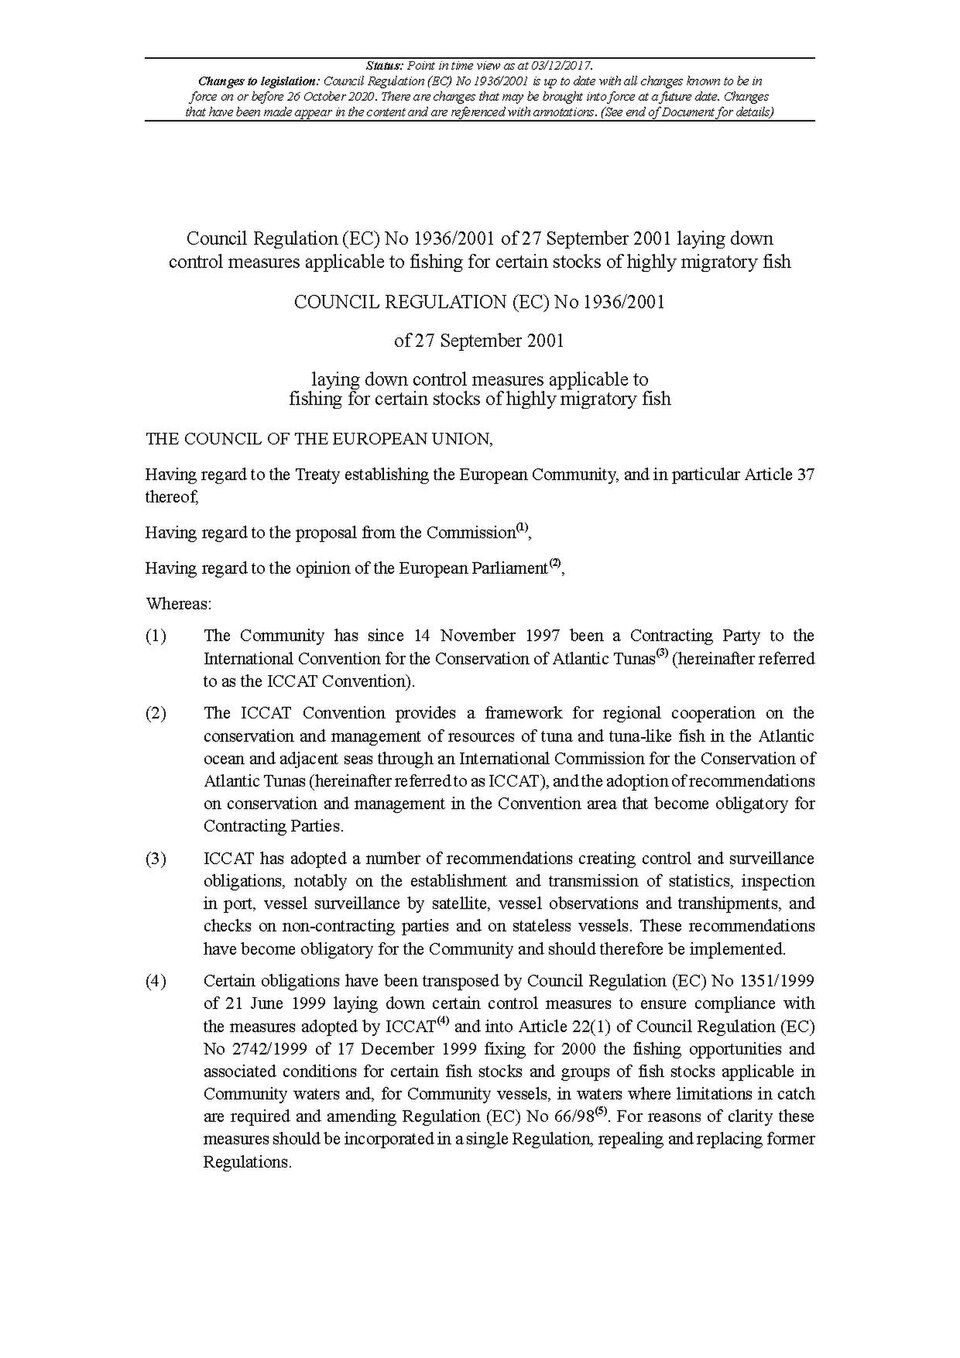 Status: Point in time view as at 03/12/2017.
Changes to legislation: Council Regulation (EC) No 1936/2001 is up to date with all changes known to be in
force on or before 26 October 2020. There are changes that may be brought into force at a future date. Changes
that have been made appear in the content and are referenced with annotations. (See end of Document for details)
Council Regulation (EC) No 1936/2001 of 27 September 2001 laying down
control measures applicable to fishing for certain stocks of highly migratory fish
COUNCIL REGULATION (EC) No 1936/2001
of 27 September 2001
laying down control measures applicable to
fishing for certain stocks of highly migratory fish
THE COUNCIL OF THE EUROPEAN UNION,
Having regard to the Treaty establishing the European Community, and in particular Article 37
thereof,
Having regard to the proposal from the Commission(1),
Having regard to the opinion of the European Parliament(2),
Whereas:
(1) The Community has since 14 November 1997 been a Contracting Party to the
International Convention for the Conservation of Atlantic Tunas(3) (hereinafter referred
to as the ICCAT Convention).
(2) The ICCAT Convention provides a framework for regional cooperation on the
conservation and management of resources of tuna and tuna-like fish in the Atlantic
ocean and adjacent seas through an International Commission for the Conservation of
Atlantic Tunas (hereinafter referred to as ICCAT), and the adoption of recommendations
on conservation and management in the Convention area that become obligatory for
Contracting Parties.
(3) ICCAT has adopted a number of recommendations creating control and surveillance
obligations, notably on the establishment and transmission of statistics, inspection
in port, vessel surveillance by satellite, vessel observations and transhipments, and
checks on non-contracting parties and on stateless vessels. These recommendations
have become obligatory for the Community and should therefore be implemented.
(4) Certain obligations have been transposed by Council Regulation (EC) No 1351/1999
of 21 June 1999 laying down certain control measures to ensure compliance with
the measures adopted by ICCAT(4) and into Article 22(1) of Council Regulation (EC)
No 2742/1999 of 17 December 1999 fixing for 2000 the fishing opportunities and
associated conditions for certain fish stocks and groups of fish stocks applicable in
Community waters and, for Community vessels, in waters where limitations in catch
are required and amending Regulation (EC) No 66/98(5). For reasons of clarity these
measures should be incorporated in a single Regulation, repealing and replacing former
Regulations.